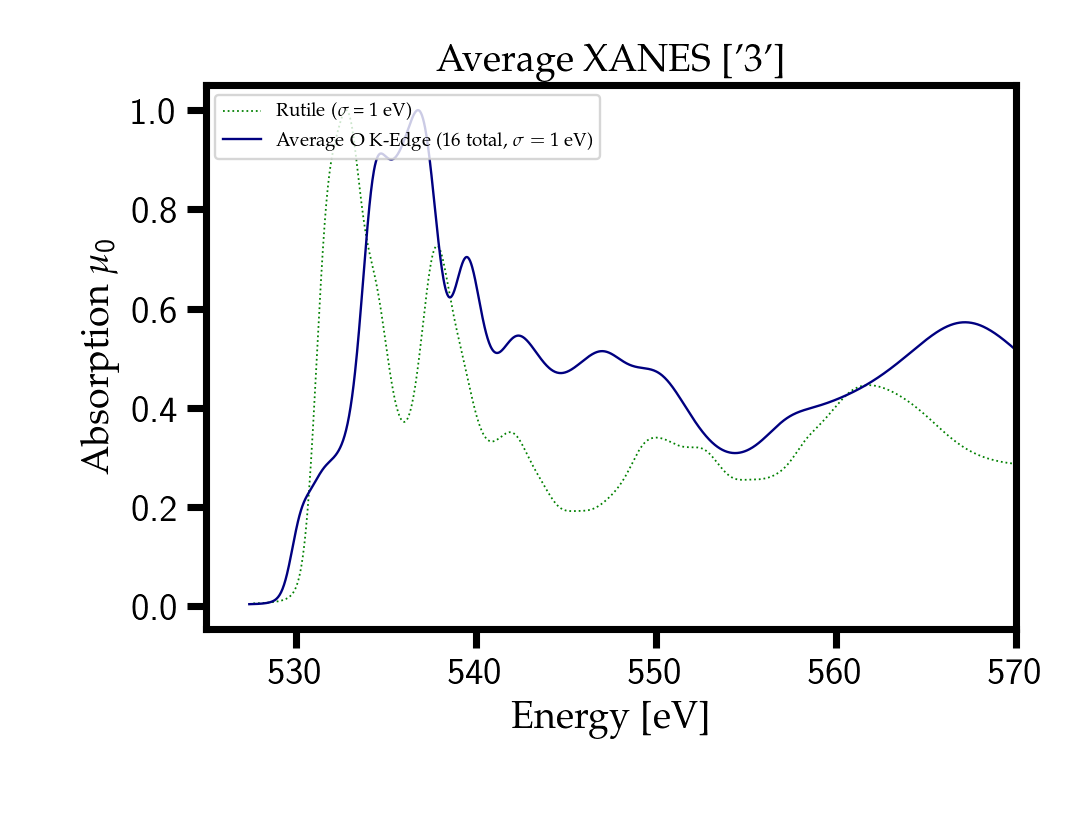 Average XANES ['3']
Rutile (σ = 1 eV)
Average O K-Edge (16 total, σ = 1 eV)
1.0
0.8
0.6
0.4
0.2
0.0
Absorption μ₀
530 540 550 560 570
Energy [eV]